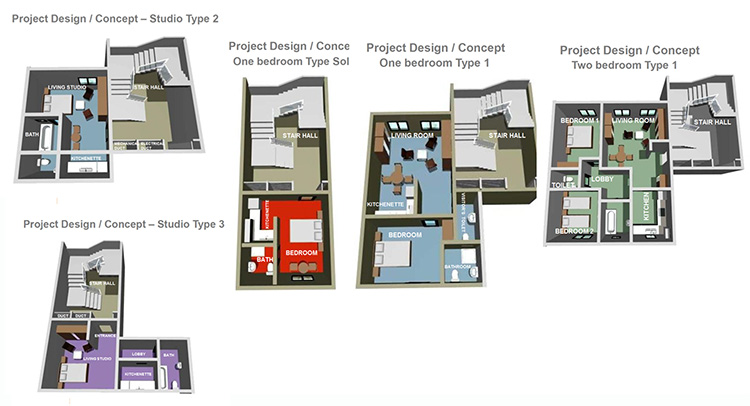 Project Design / Concept – Studio Type 2
LIVING STUDIO
STAIR HALL
BATH
MECHANICAL DUCT
ELECTRICAL DUCT
KITCHENETTE
Project Design / Concept – Studio Type 3
STAIR HALL
DUCT
DUCT
ENTRANCE
LIVING STUDIO
LOBBY
BATH
KITCHENETTE
Project Design / Conce
One bedroom Type Sol
STAIR HALL
KITCHENETTE
BATH
BEDROOM
Project Design / Concept
One bedroom Type 1
LIVING ROOM
STAIR HALL
KITCHENETTE
BEDROOM
BATHROOM
Project Design / Concept
Two bedroom Type 1
BEDROOM 1
LIVING ROOM
STAIR HALL
TOILET
LOBBY
KITCHEN
BEDROOM 2